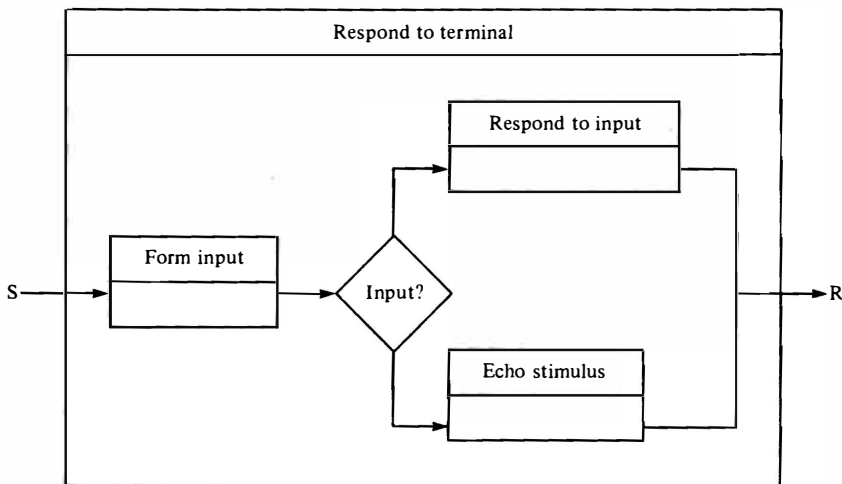 Respond to terminal
Respond to input
Form input
S
Input?
R
Echo stimulus